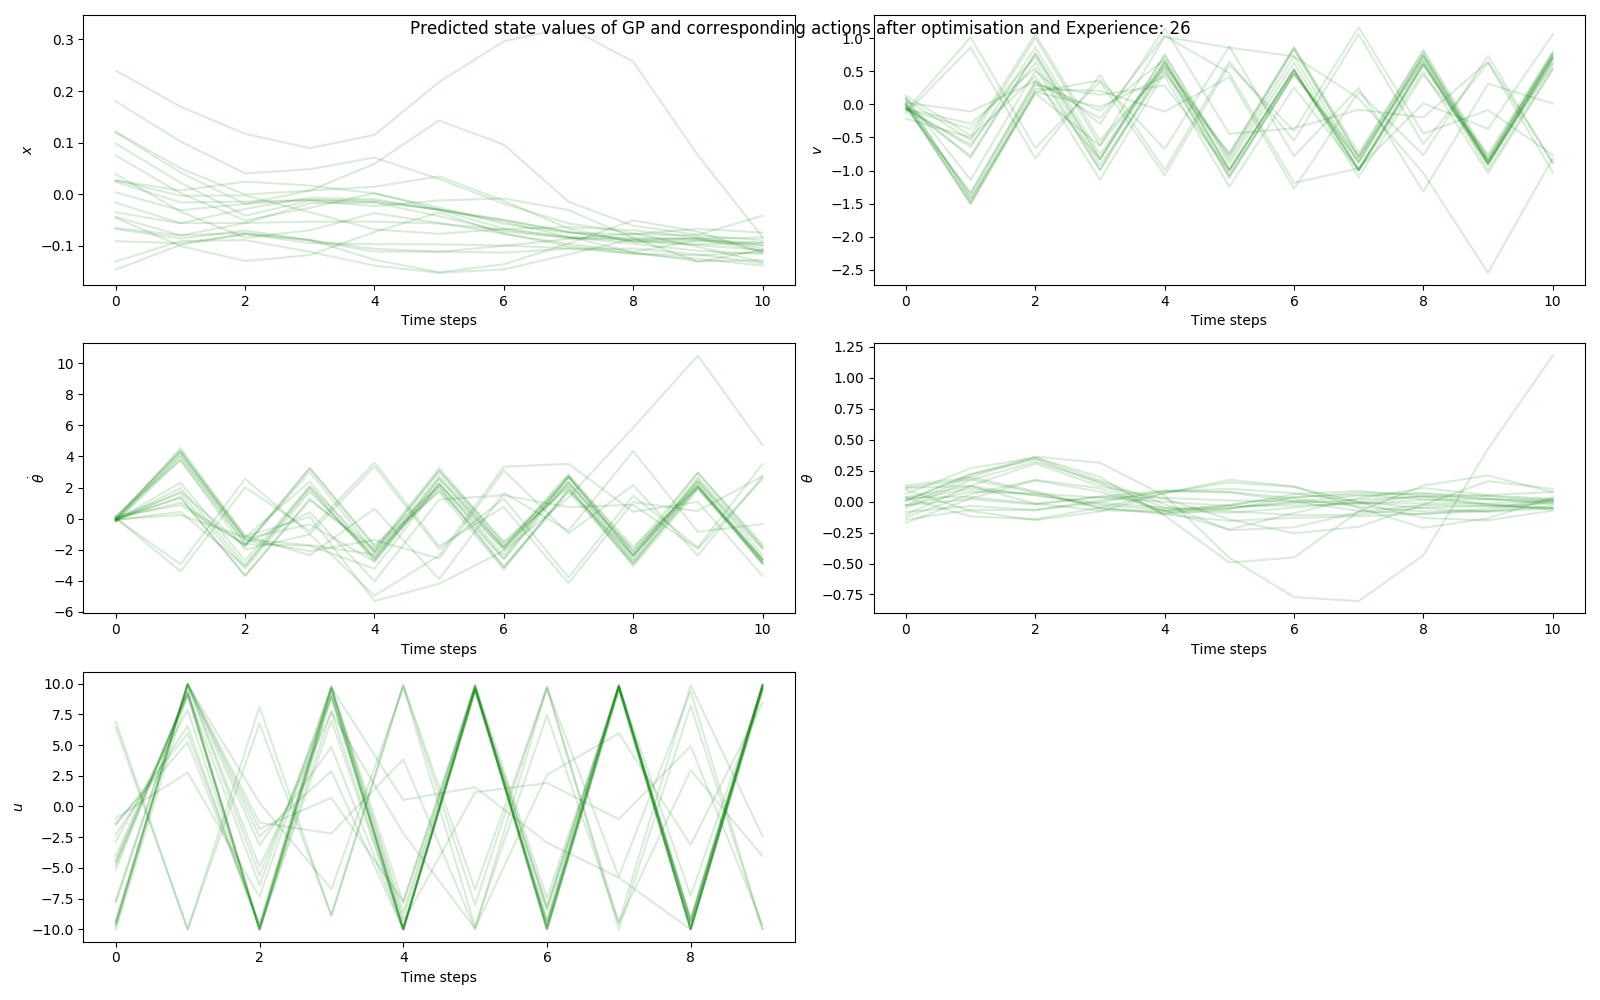 Predicted state values of GP and corresponding actions after optimisation and Experience: 26
0.3
0.2
0.1
0.0
−0.1
x
0 2 4 6 8 10
Time steps
1.0
0.5
0.0
−0.5
−1.0
−1.5
−2.0
−2.5
v
0 2 4 6 8 10
Time steps
10
8
6
4
2
0
−2
−4
−6
θ̇
0 2 4 6 8 10
Time steps
1.25
1.00
0.75
0.50
0.25
0.00
−0.25
−0.50
−0.75
θ
0 2 4 6 8 10
Time steps
10.0
7.5
5.0
2.5
0.0
−2.5
−5.0
−7.5
−10.0
u
0 2 4 6 8
Time steps